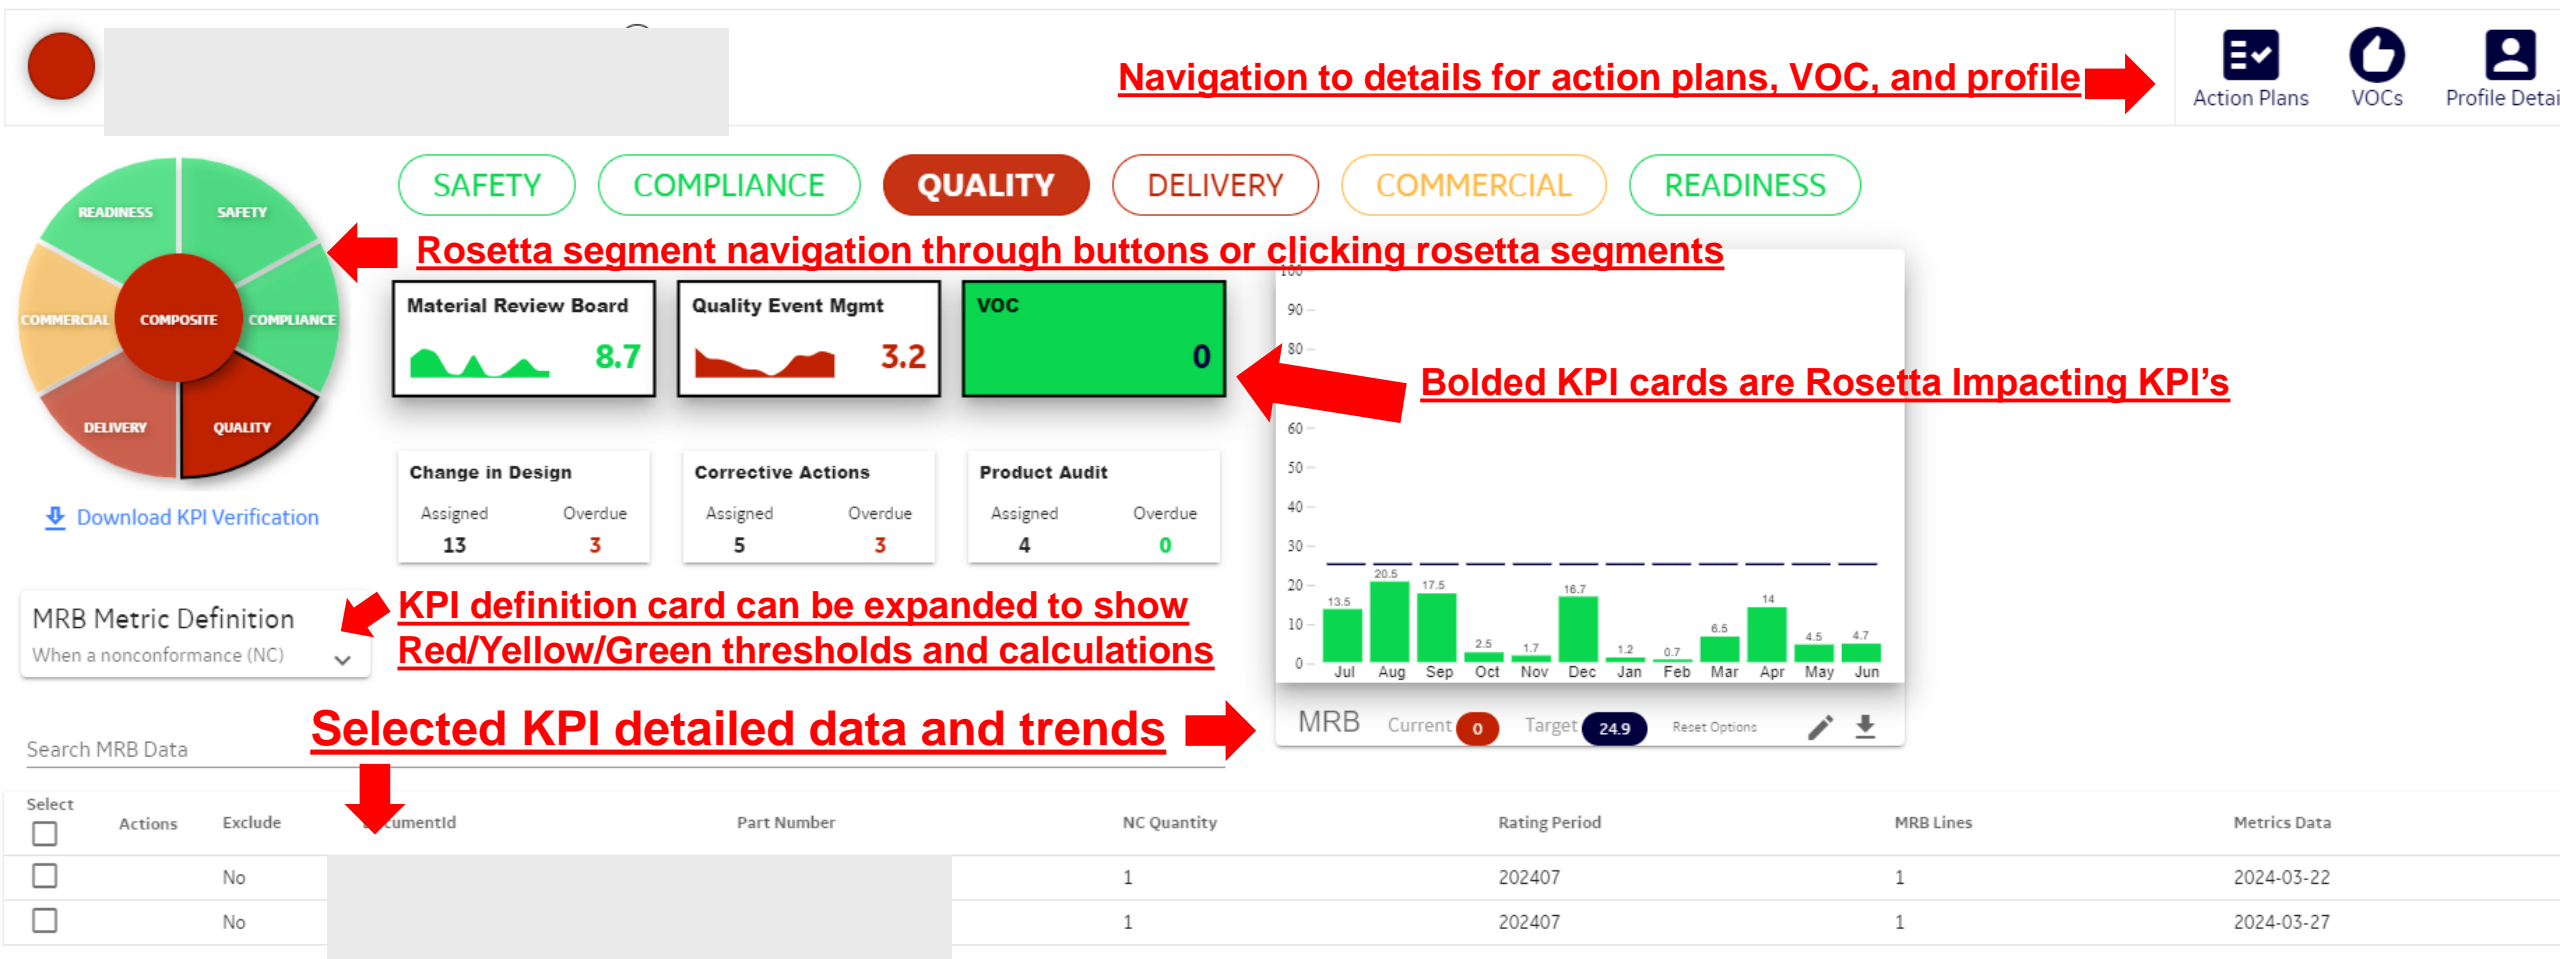 Navigation to details for action plans, VOC, and profile
Action Plans
VOCs
Profile Detai
SAFETY
COMPLIANCE
QUALITY
DELIVERY
COMMERCIAL
READINESS
READINESS
SAFETY
COMMERCIAL
COMPOSITE
COMPLIANCE
DELIVERY
QUALITY
Rosetta segment navigation through buttons or clicking rosetta segments
Material Review Board
8.7
Quality Event Mgmt
3.2
VOC
0
Bolded KPI cards are Rosetta Impacting KPI’s
Change in Design
Assigned Overdue
13 3
Corrective Actions
Assigned Overdue
5 3
Product Audit
Assigned Overdue
4 0
Download KPI Verification
MRB Metric Definition
When a nonconformance (NC)
KPI definition card can be expanded to show
Red/Yellow/Green thresholds and calculations
100
90
80
60
50
40
30
20
10
0
13.5
20.5
17.5
2.5
1.7
16.7
1.2
0.7
6.5
14
4.5
4.7
Jul Aug Sep Oct Nov Dec Jan Feb Mar Apr May Jun
MRB Current 0 Target 24.9 Reset Options
Selected KPI detailed data and trends
Search MRB Data
Select
Actions Exclude DocumentId Part Number NC Quantity Rating Period MRB Lines Metrics Data
No 1 202407 1 2024-03-22
No 1 202407 1 2024-03-27